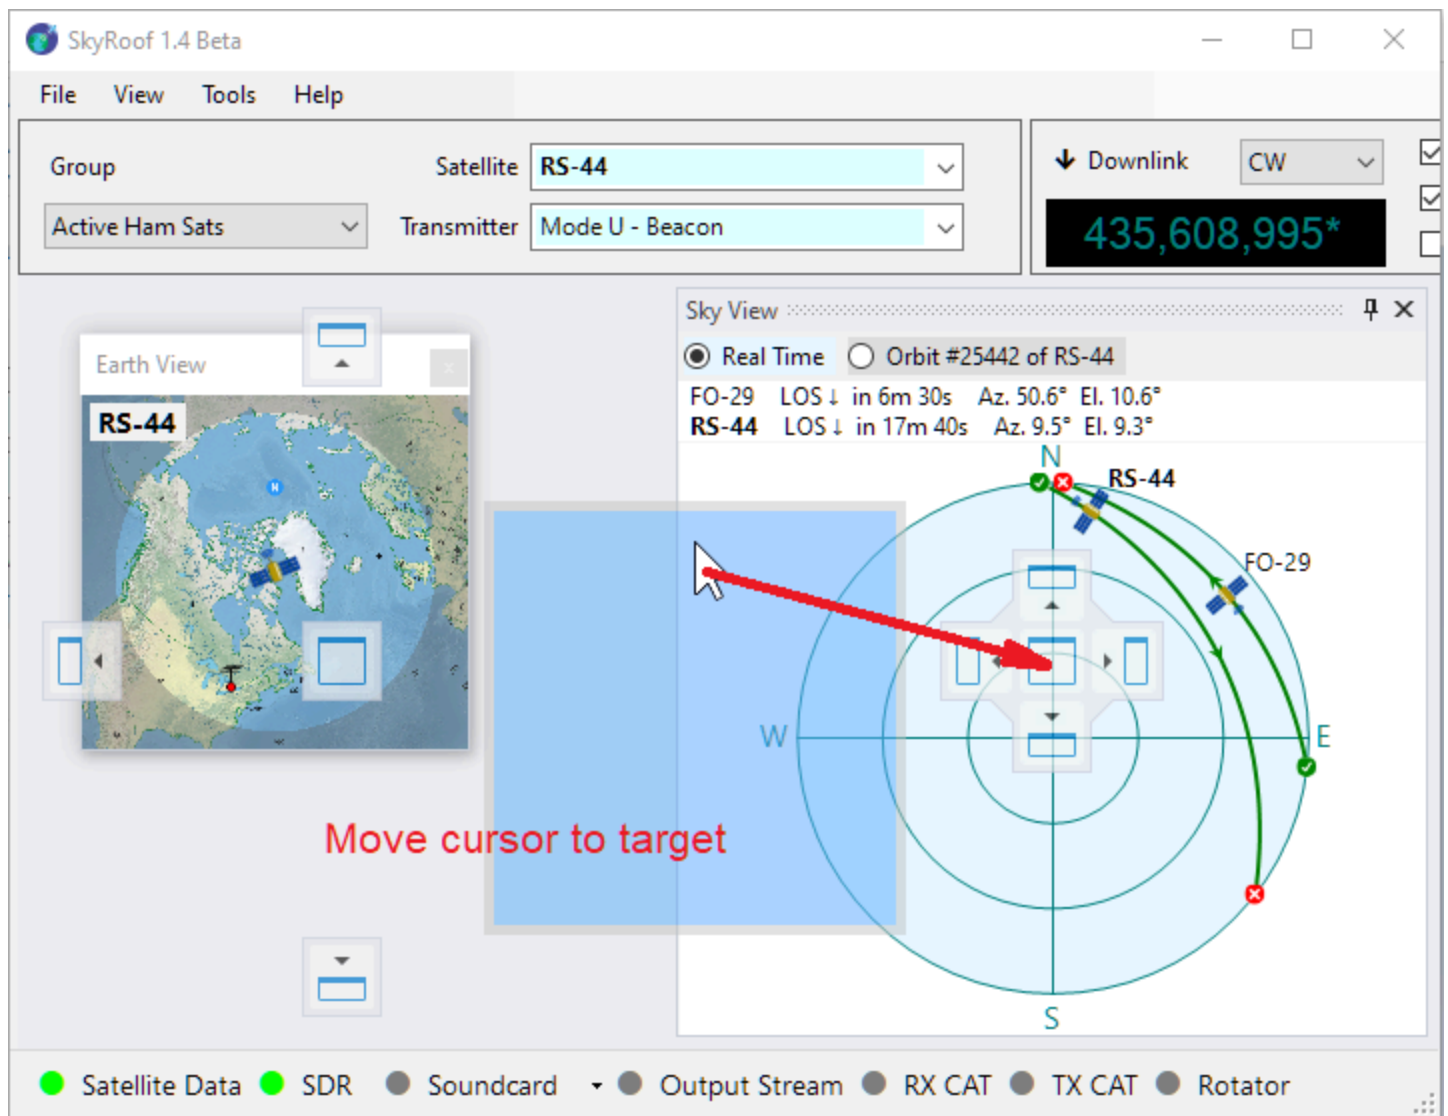 SkyRoof 1.4 Beta
File View Tools Help
Group
Satellite RS-44
Active Ham Sats
Transmitter Mode U - Beacon
Downlink CW
435,608,995*
Earth View
RS-44
N
Sky View
Real Time Orbit #25442 of RS-44
FO-29 LOS↓ in 6m 30s Az. 50.6° El. 10.6°
RS-44 LOS↓ in 17m 40s Az. 9.5° El. 9.3°
N
RS-44
FO-29
W
E
S
Move cursor to target
Satellite Data SDR Soundcard Output Stream RX CAT TX CAT Rotator